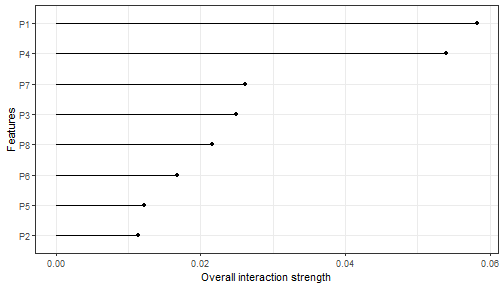 P1
P4
P7
P3
P8
P6
P5
P2
Features
0.00 0.02 0.04 0.06
Overall interaction strength